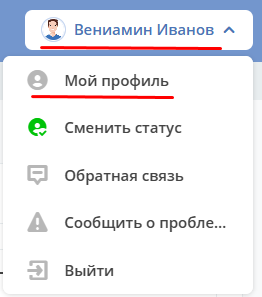 Вениамин Иванов
Мой профиль
Сменить статус
Обратная связь
Сообщить о пробле...
Выйти